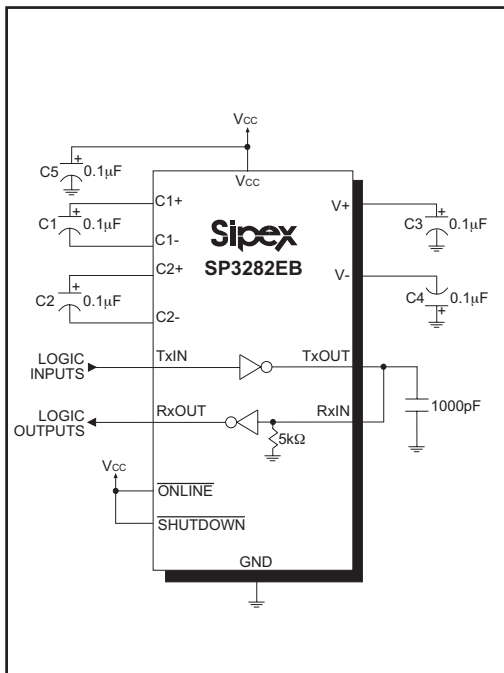 VCC
C5
+
0.1µF
VCC
C1+
V+
C1
+
0.1µF
Sipex
C3
+
0.1µF
C1-
SP3282EB
C2+
V-
C2
+
0.1µF
C4
+
0.1µF
C2-
LOGIC
INPUTS
TxIN
TxOUT
LOGIC
OUTPUTS
RxOUT
RxIN
1000pF
5kΩ
VCC
ONLINE
SHUTDOWN
GND